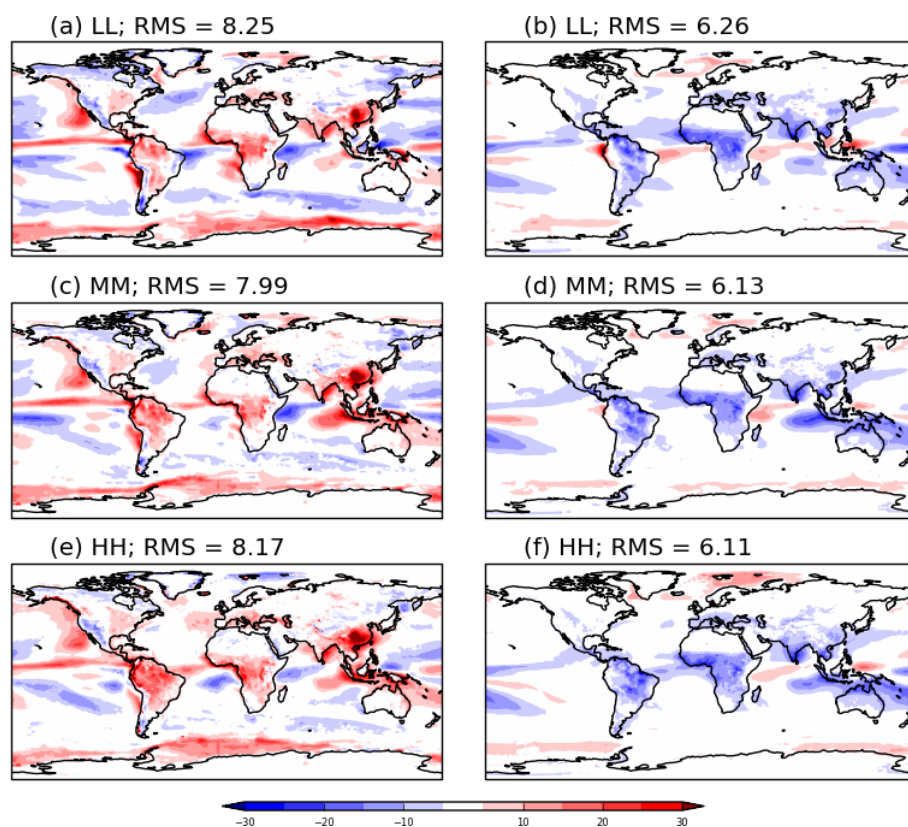 (a) LL; RMS = 8.25
(b) LL; RMS = 6.26
(c) MM; RMS = 7.99
(d) MM; RMS = 6.13
(e) HH; RMS = 8.17
(f) HH; RMS = 6.11
−30 −20 −10 10 20 30